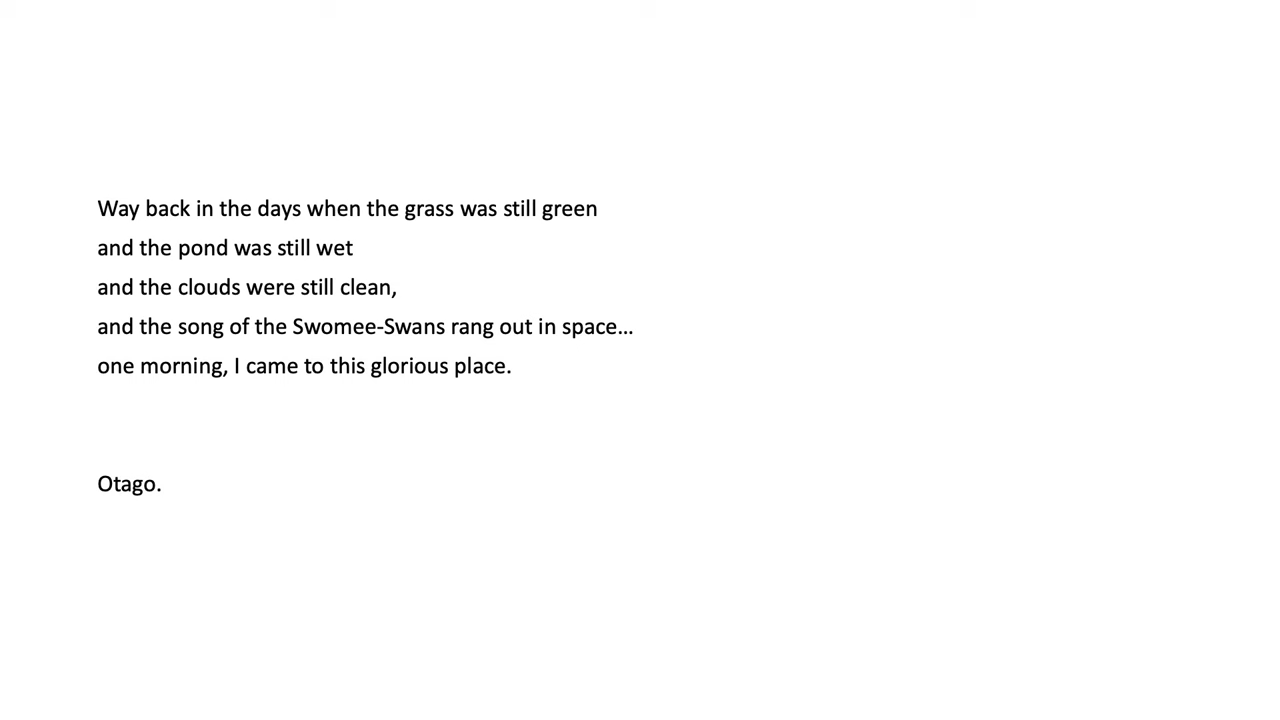 Way back in the days when the grass was still green
and the pond was still wet
and the clouds were still clean,
and the song of the Swomee-Swans rang out in space…
one morning, I came to this glorious place.
Otago.